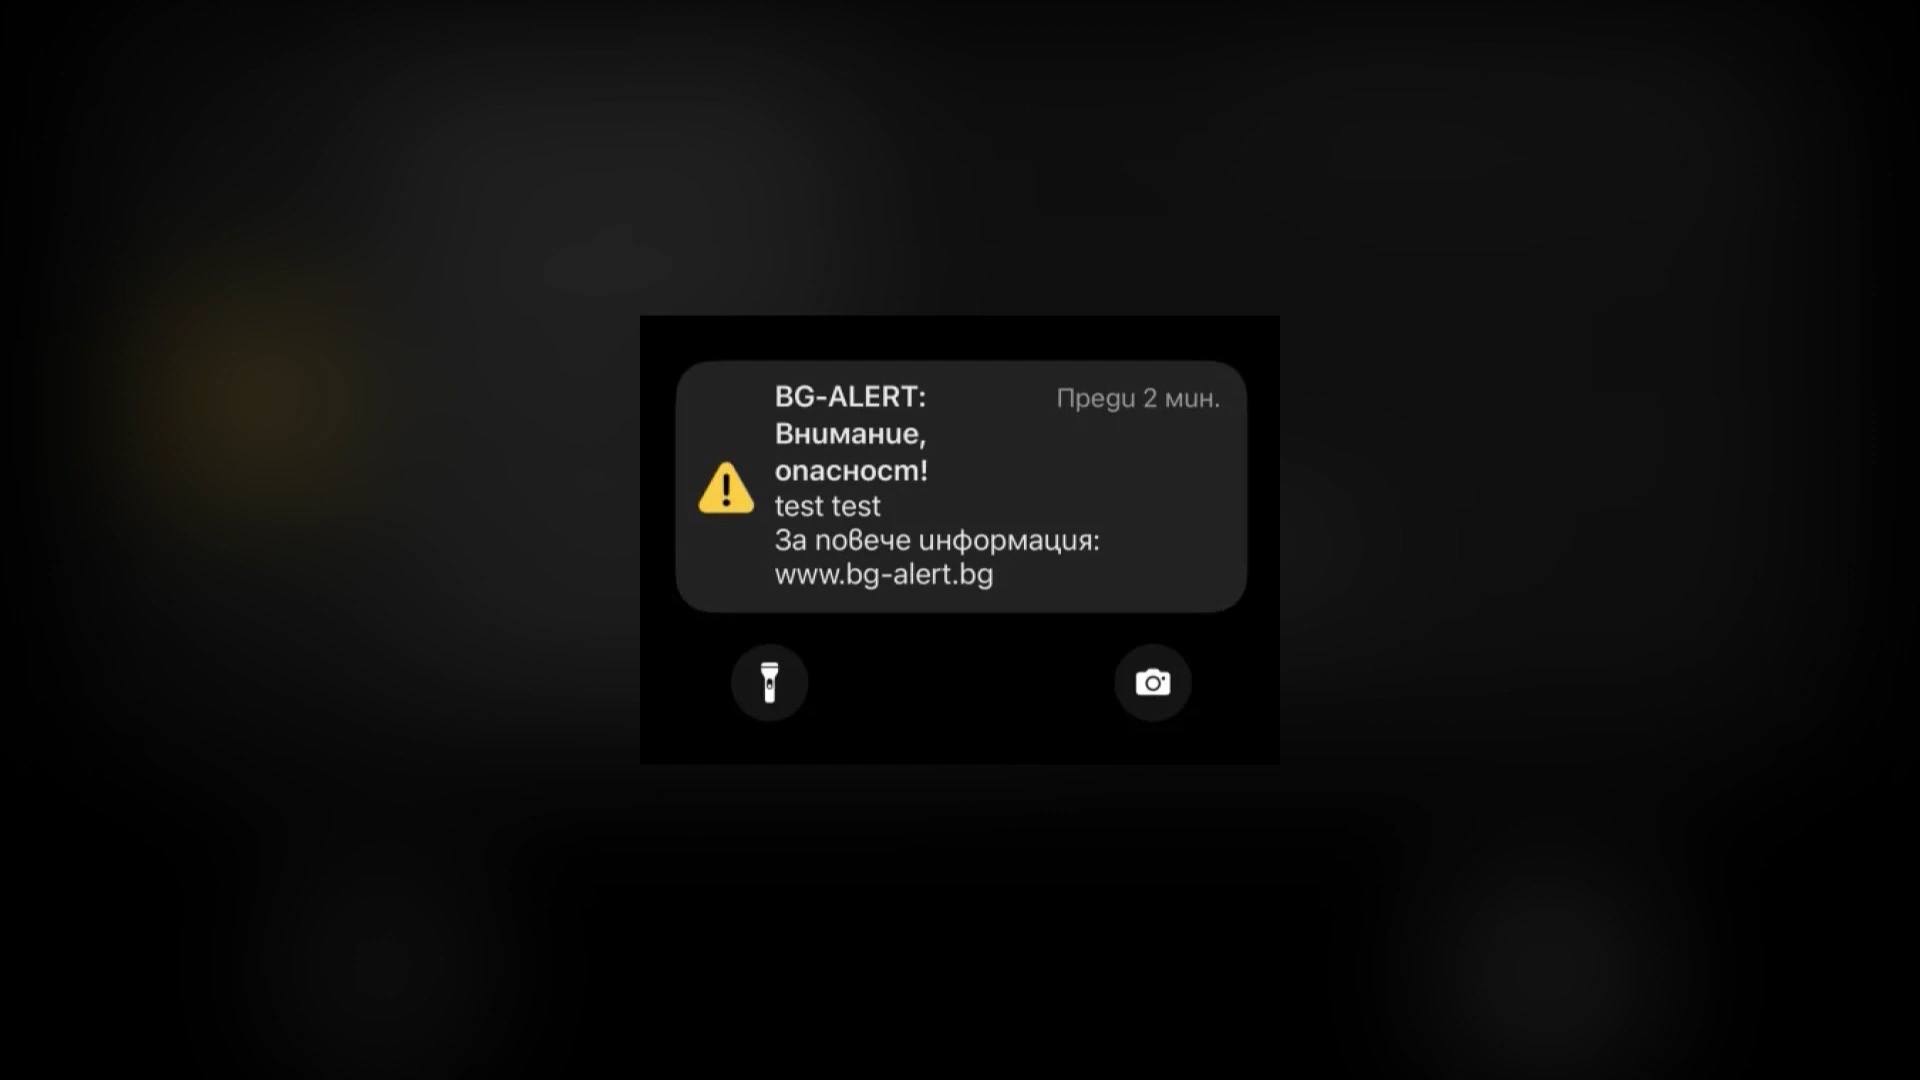 BG-ALERT:
Преди 2 мин.
Внимание,
опасност!
test test
За повече информация:
www.bg-alert.bg